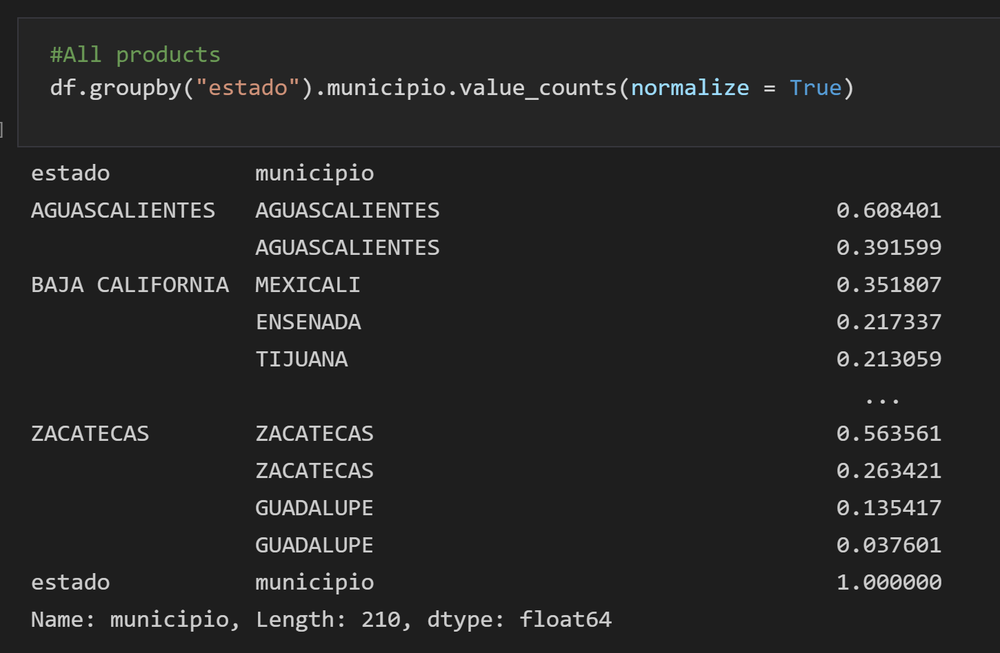 #All products
df.groupby("estado").municipio.value_counts(normalize = True)
]
estado municipio
AGUASCALIENTES AGUASCALIENTES 0.608401
AGUASCALIENTES 0.391599
BAJA CALIFORNIA MEXICALI 0.351807
ENSENADA 0.217337
TIJUANA 0.213059
...
ZACATECAS ZACATECAS 0.563561
ZACATECAS 0.263421
GUADALUPE 0.135417
GUADALUPE 0.037601
estado municipio 1.000000
Name: municipio, Length: 210, dtype: float64